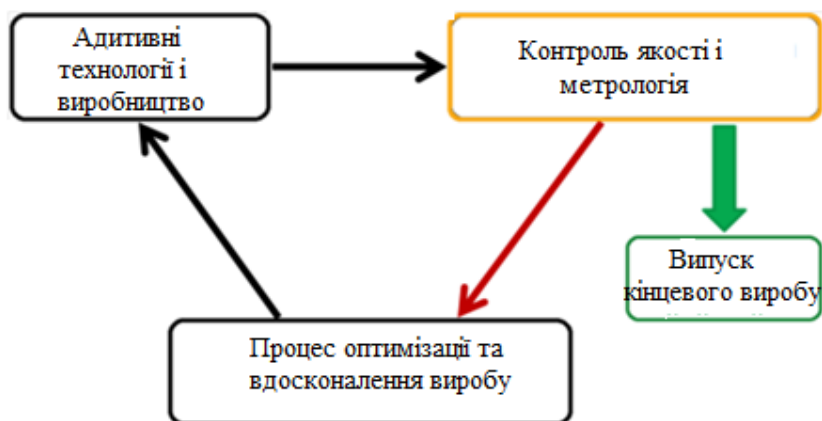 Адитивні
технології і
виробництво
Контроль якості і
метрологія
Випуск
кінцевого виробу
Процес оптимізації та
вдосконалення виробу